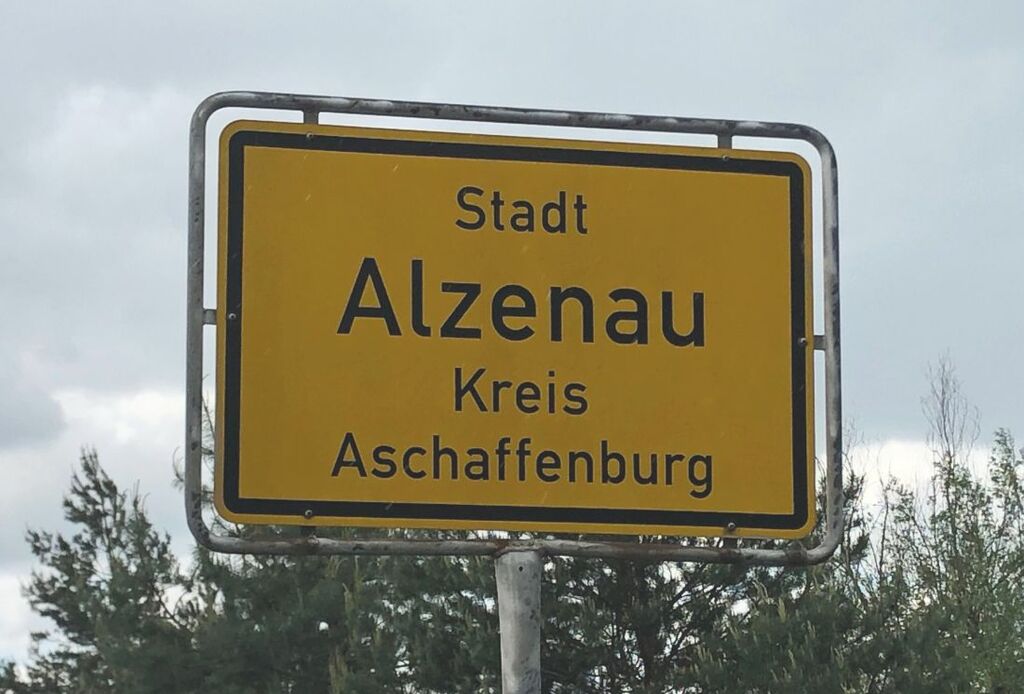 Stadt
Alzenau
Kreis
Aschaffenburg